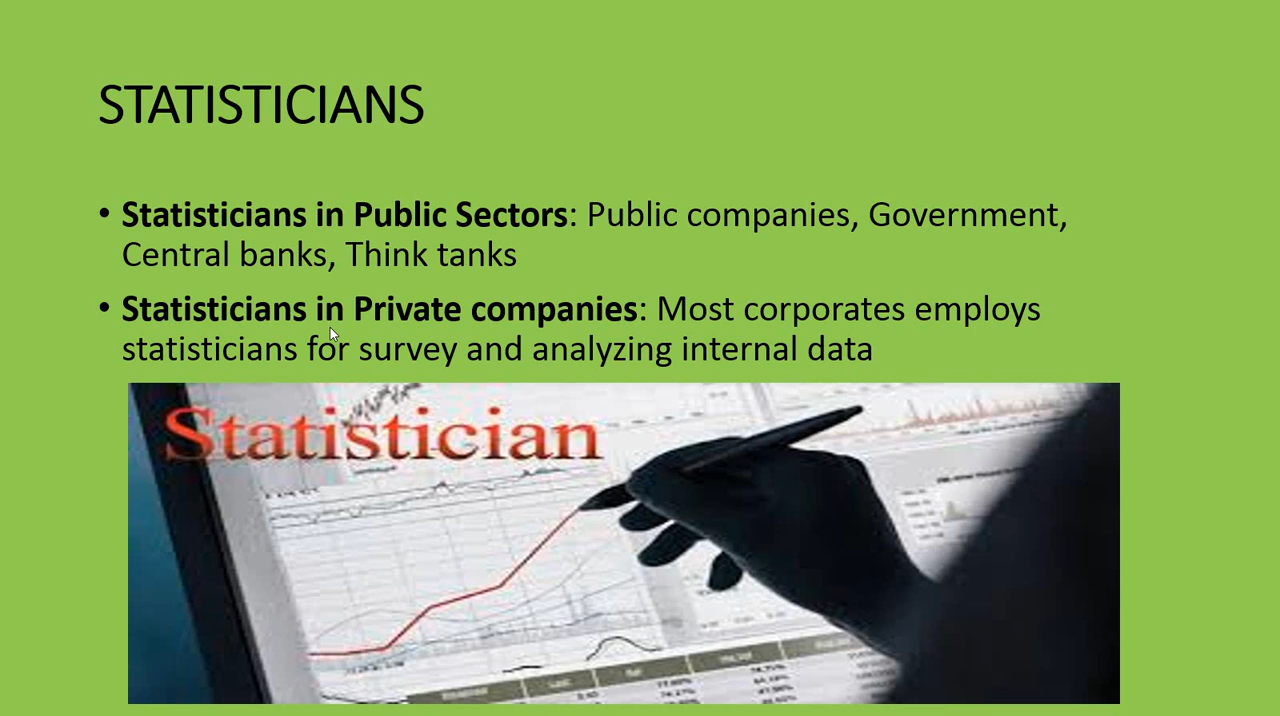 STATISTICIANS
• Statisticians in Public Sectors: Public companies, Government,
Central banks, Think tanks
• Statisticians in Private companies: Most corporates employs
statisticians for survey and analyzing internal data
Statistician